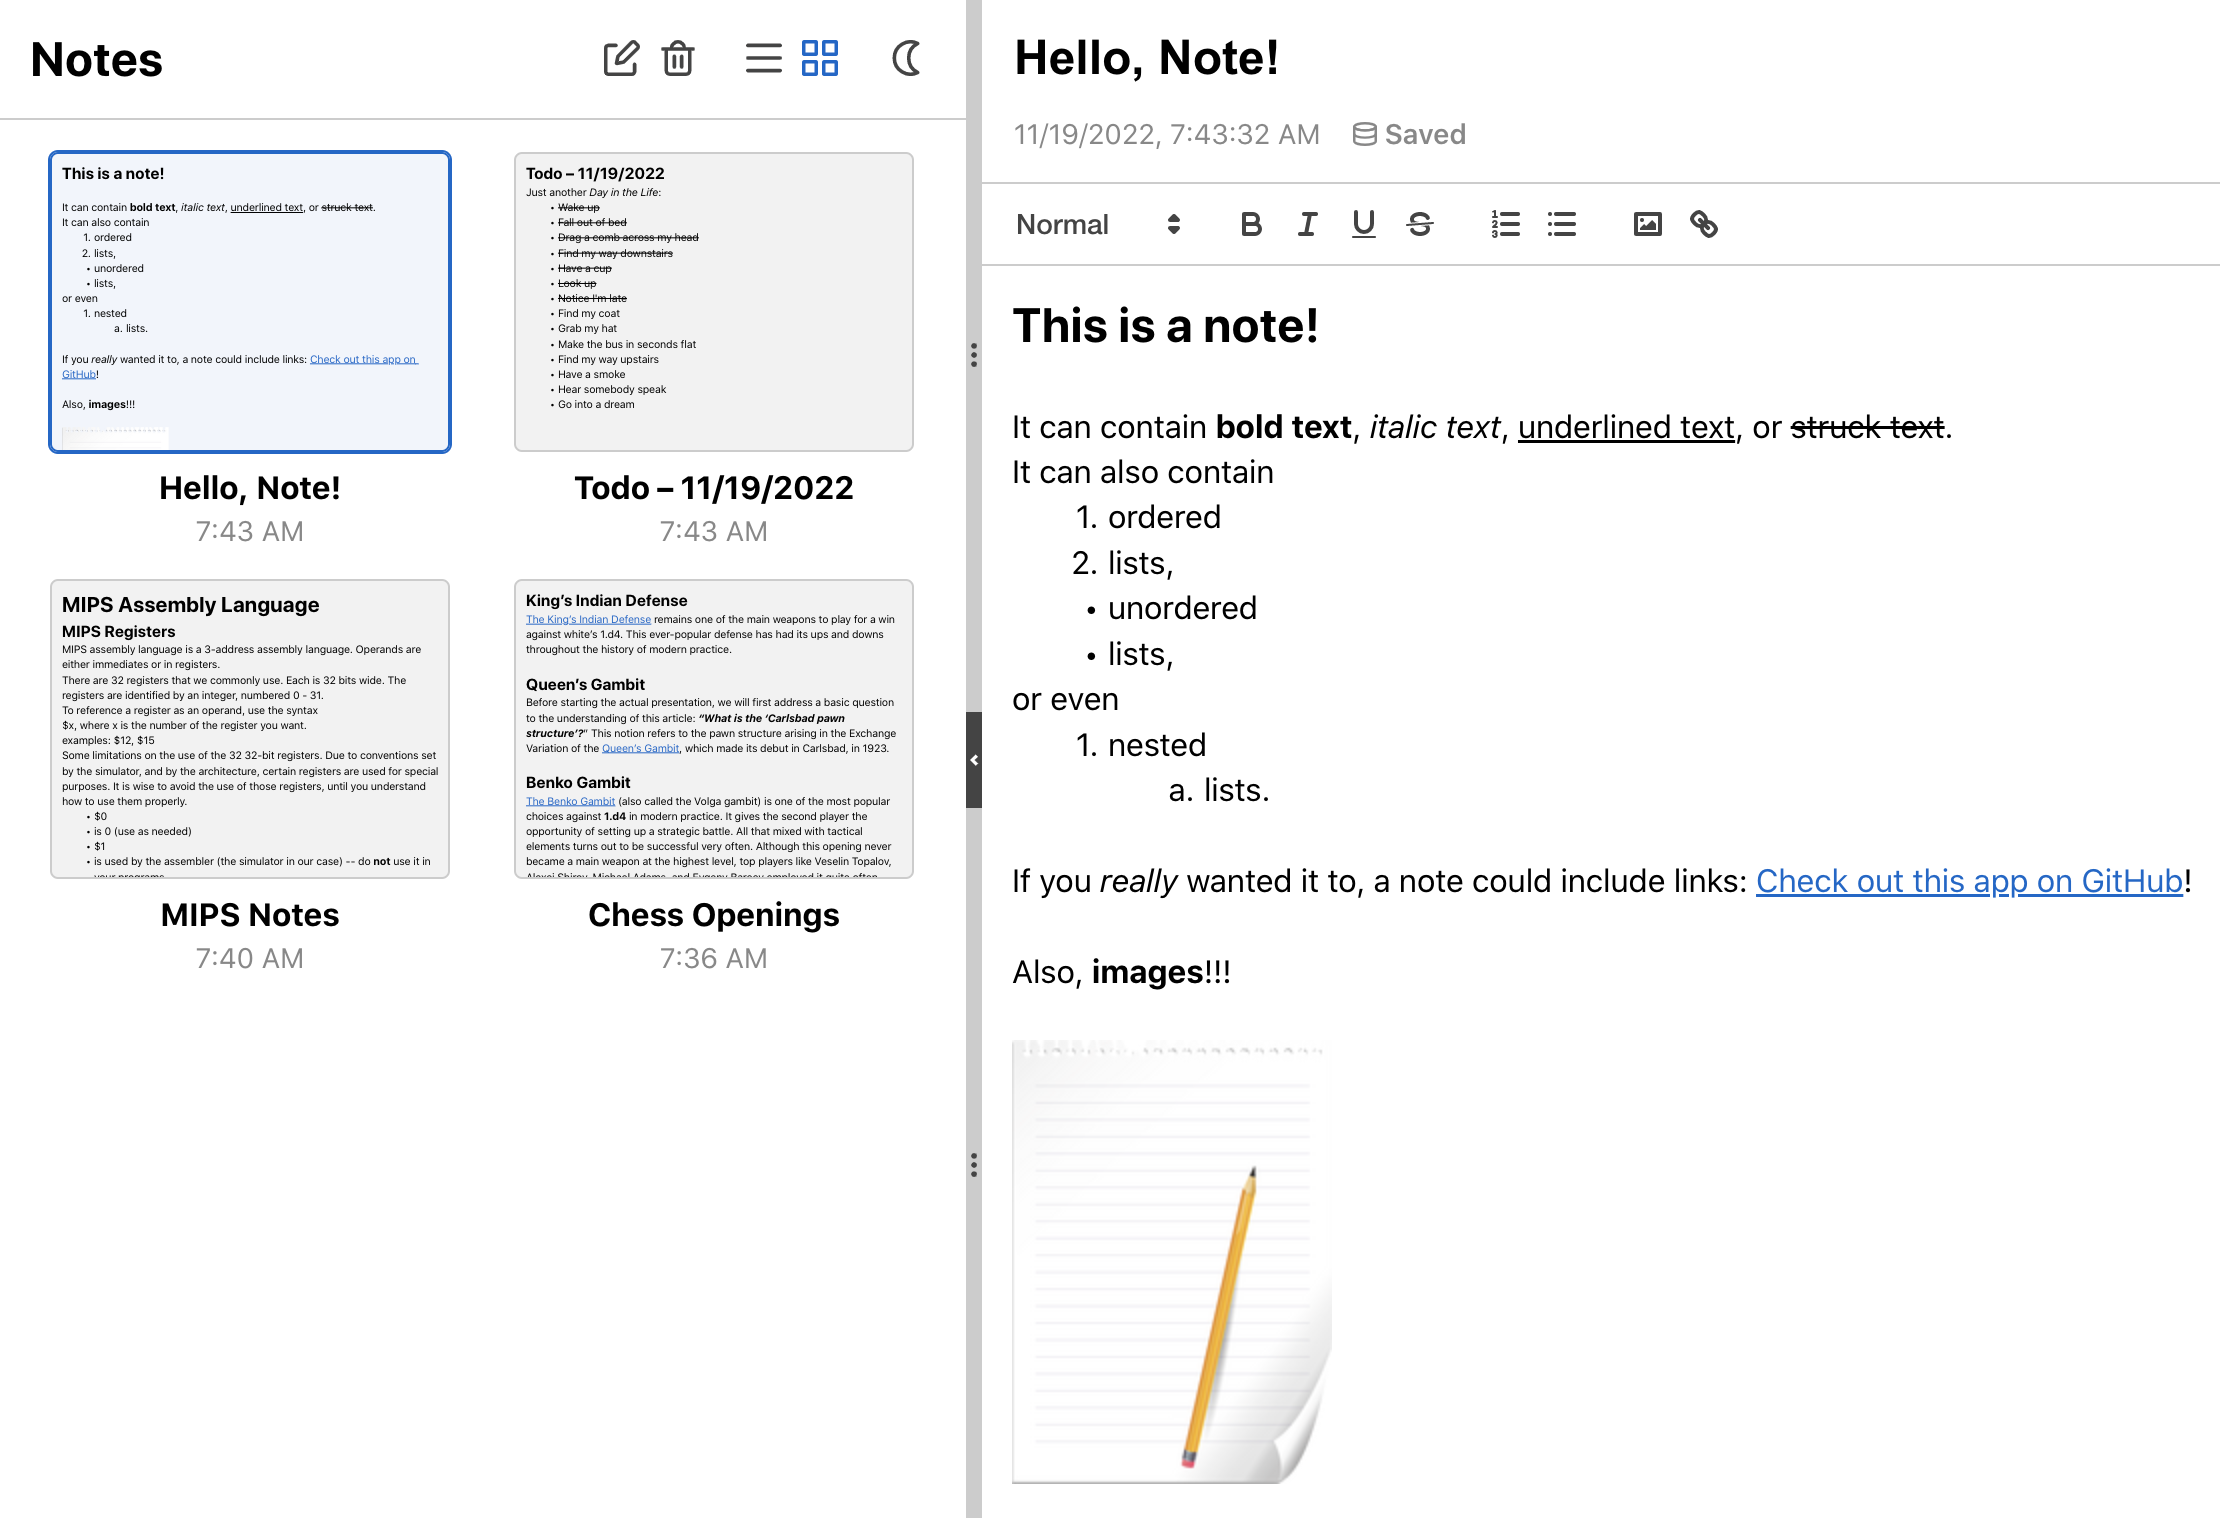 Notes
This is a note!
It can contain bold text, italic text, underlined text, or struck text.
It can also contain
1. ordered
2. lists,
• unordered
• lists,
or even
1. nested
a. lists.
If you really wanted it to, a note could include links: Check out this app on
GitHub!
Also, images!!!
Hello, Note!
7:43 AM
Todo – 11/19/2022
Just another Day in the Life:
• Wake up
• Fall out of bed
• Drag a comb across my head
• Find my way downstairs
• Have a cup
• Look up
• Notice I'm late
• Find my coat
• Grab my hat
• Make the bus in seconds flat
• Find my way upstairs
• Have a smoke
• Hear somebody speak
• Go into a dream
Todo – 11/19/2022
7:43 AM
MIPS Assembly Language
MIPS Registers
MIPS assembly language is a 3-address assembly language. Operands are
either immediates or in registers.
There are 32 registers that we commonly use. Each is 32 bits wide. The
registers are identified by an integer, numbered 0 - 31.
To reference a register as an operand, use the syntax
$x, where x is the number of the register you want.
examples: $12, $15
Some limitations on the use of the 32 32-bit registers. Due to conventions set
by the simulator, and by the architecture, certain registers are used for special
purposes. It is wise to avoid the use of those registers, until you understand
how to use them properly.
• $0
• is 0 (use as needed)
• $1
• is used by the assembler (the simulator in our case) -- do not use it in
your programs
MIPS Notes
7:40 AM
King’s Indian Defense
The King’s Indian Defense remains one of the main weapons to play for a win
against white’s 1.d4. This ever-popular defense has had its ups and downs
throughout the history of modern practice.
Queen’s Gambit
Before starting the actual presentation, we will first address a basic question
to the understanding of this article: “What is the ‘Carlsbad pawn
structure’?” This notion refers to the pawn structure arising in the Exchange
Variation of the Queen’s Gambit, which made its debut in Carlsbad, in 1923.
Benko Gambit
The Benko Gambit (also called the Volga gambit) is one of the most popular
choices against 1.d4 in modern practice. It gives the second player the
opportunity of setting up a strategic battle. All that mixed with tactical
elements turns out to be successful very often. Although this opening never
became a main weapon at the highest level, top players like Veselin Topalov,
Alexei Shirov, Michael Adams, and Evgeny Bareev employed it quite often
Chess Openings
7:36 AM
Hello, Note!
11/19/2022, 7:43:32 AM Saved
Normal B I U S
This is a note!
It can contain bold text, italic text, underlined text, or struck text.
It can also contain
1. ordered
2. lists,
• unordered
• lists,
or even
1. nested
a. lists.
If you really wanted it to, a note could include links: Check out this app on GitHub!
Also, images!!!